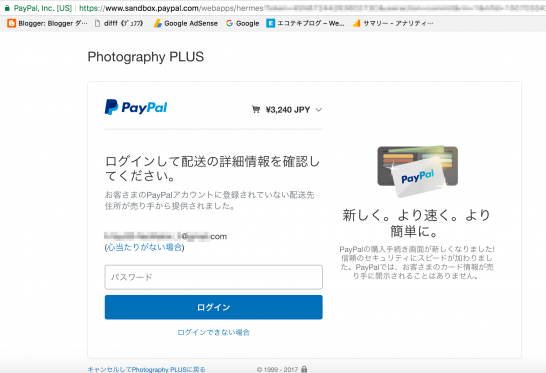 PayPal, Inc. [US] https://www.sandbox.paypal.com/webapps/hermes
Blogger: Blogger ダ… difff《ﾃﾞｭﾌﾌ》 Google AdSense Google エコテキブログ – We... サマリー - アナリティ…
Photography PLUS
PayPal ¥3,240 JPY
ログインして配送の詳細情報を確認し
てください。
お客さまのPayPalアカウントに登録されていない配送先
住所が売り手から提供されました。
com
(心当たりがない場合)
パスワード
ログイン
ログインできない場合
PayPal
新しく。より速く。より
簡単に。
PayPalの購入手続き画面が新しくなりました!
信頼のセキュリティにスピードが加わりまし
た。PayPalでは、お客さまのカード情報が売
り手に開示されることはありません。
キャンセルしてPhotography PLUSに戻る © 1999 - 2017